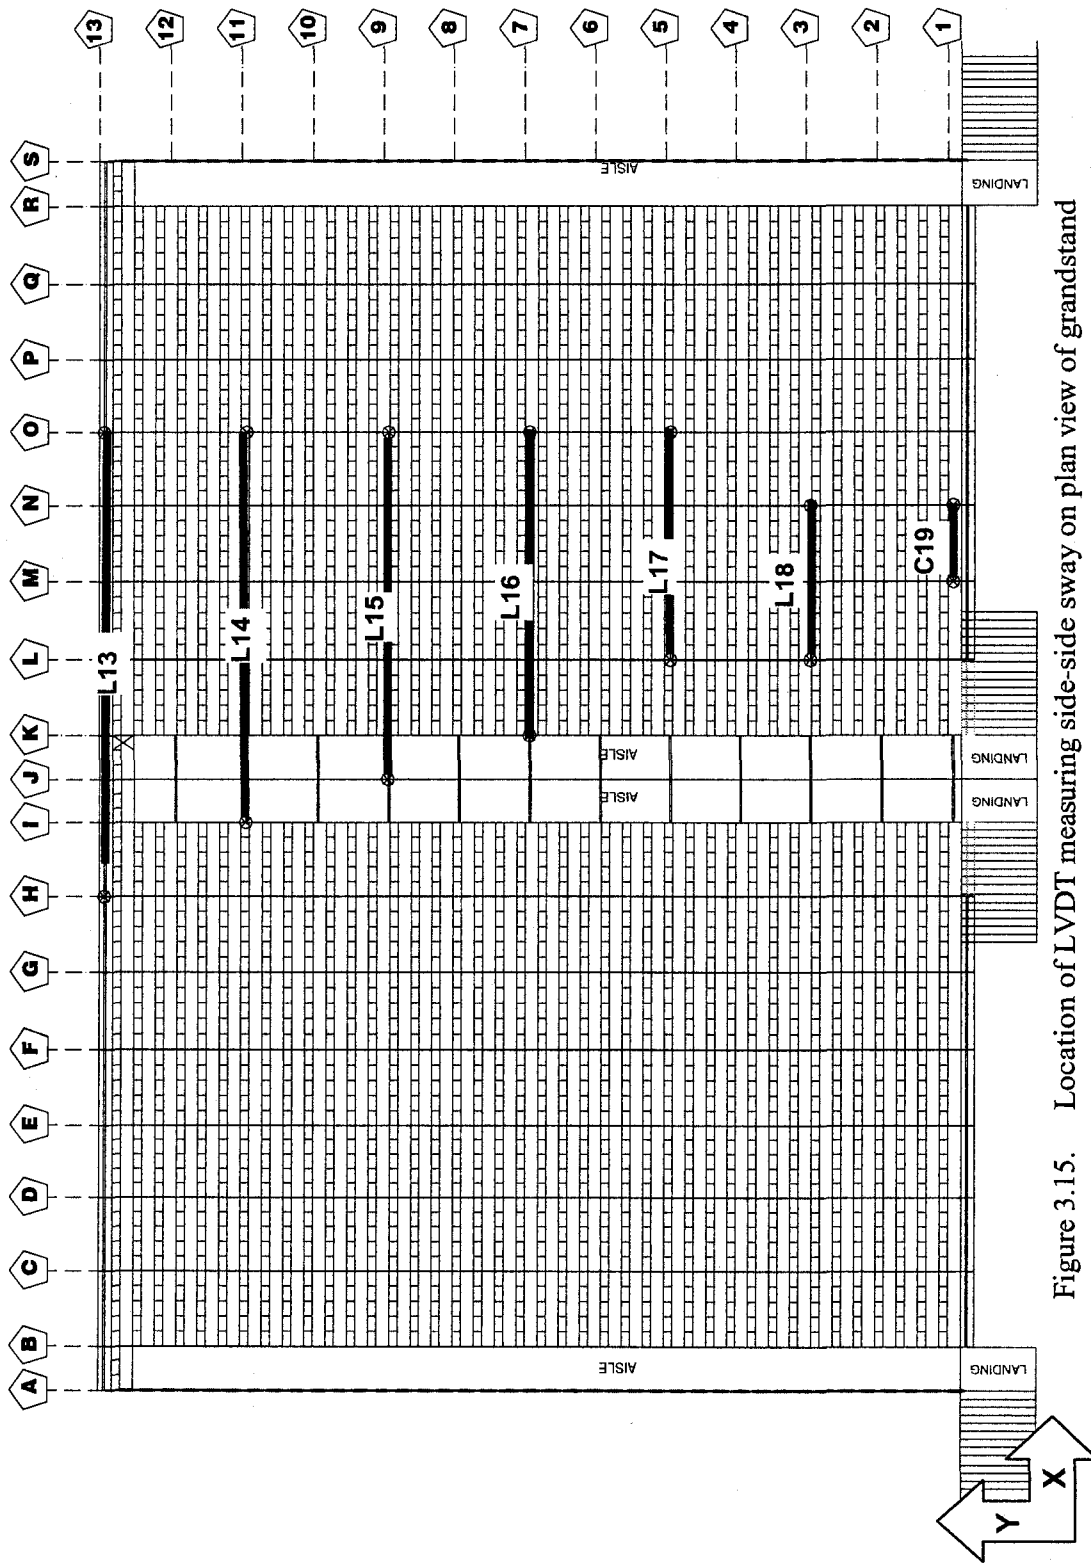 A B C D E F G H I J K L M N O P Q R S
13
12
11
10
9
8
7
6
5
4
3
2
1
L13
L14
L15
L16
L17
L18
C19
AISLE
AISLE
AISLE
AISLE
LANDING
LANDING
LANDING
LANDING
Y
X
Figure 3.15. Location of LVDT measuring side-side sway on plan view of grandstand